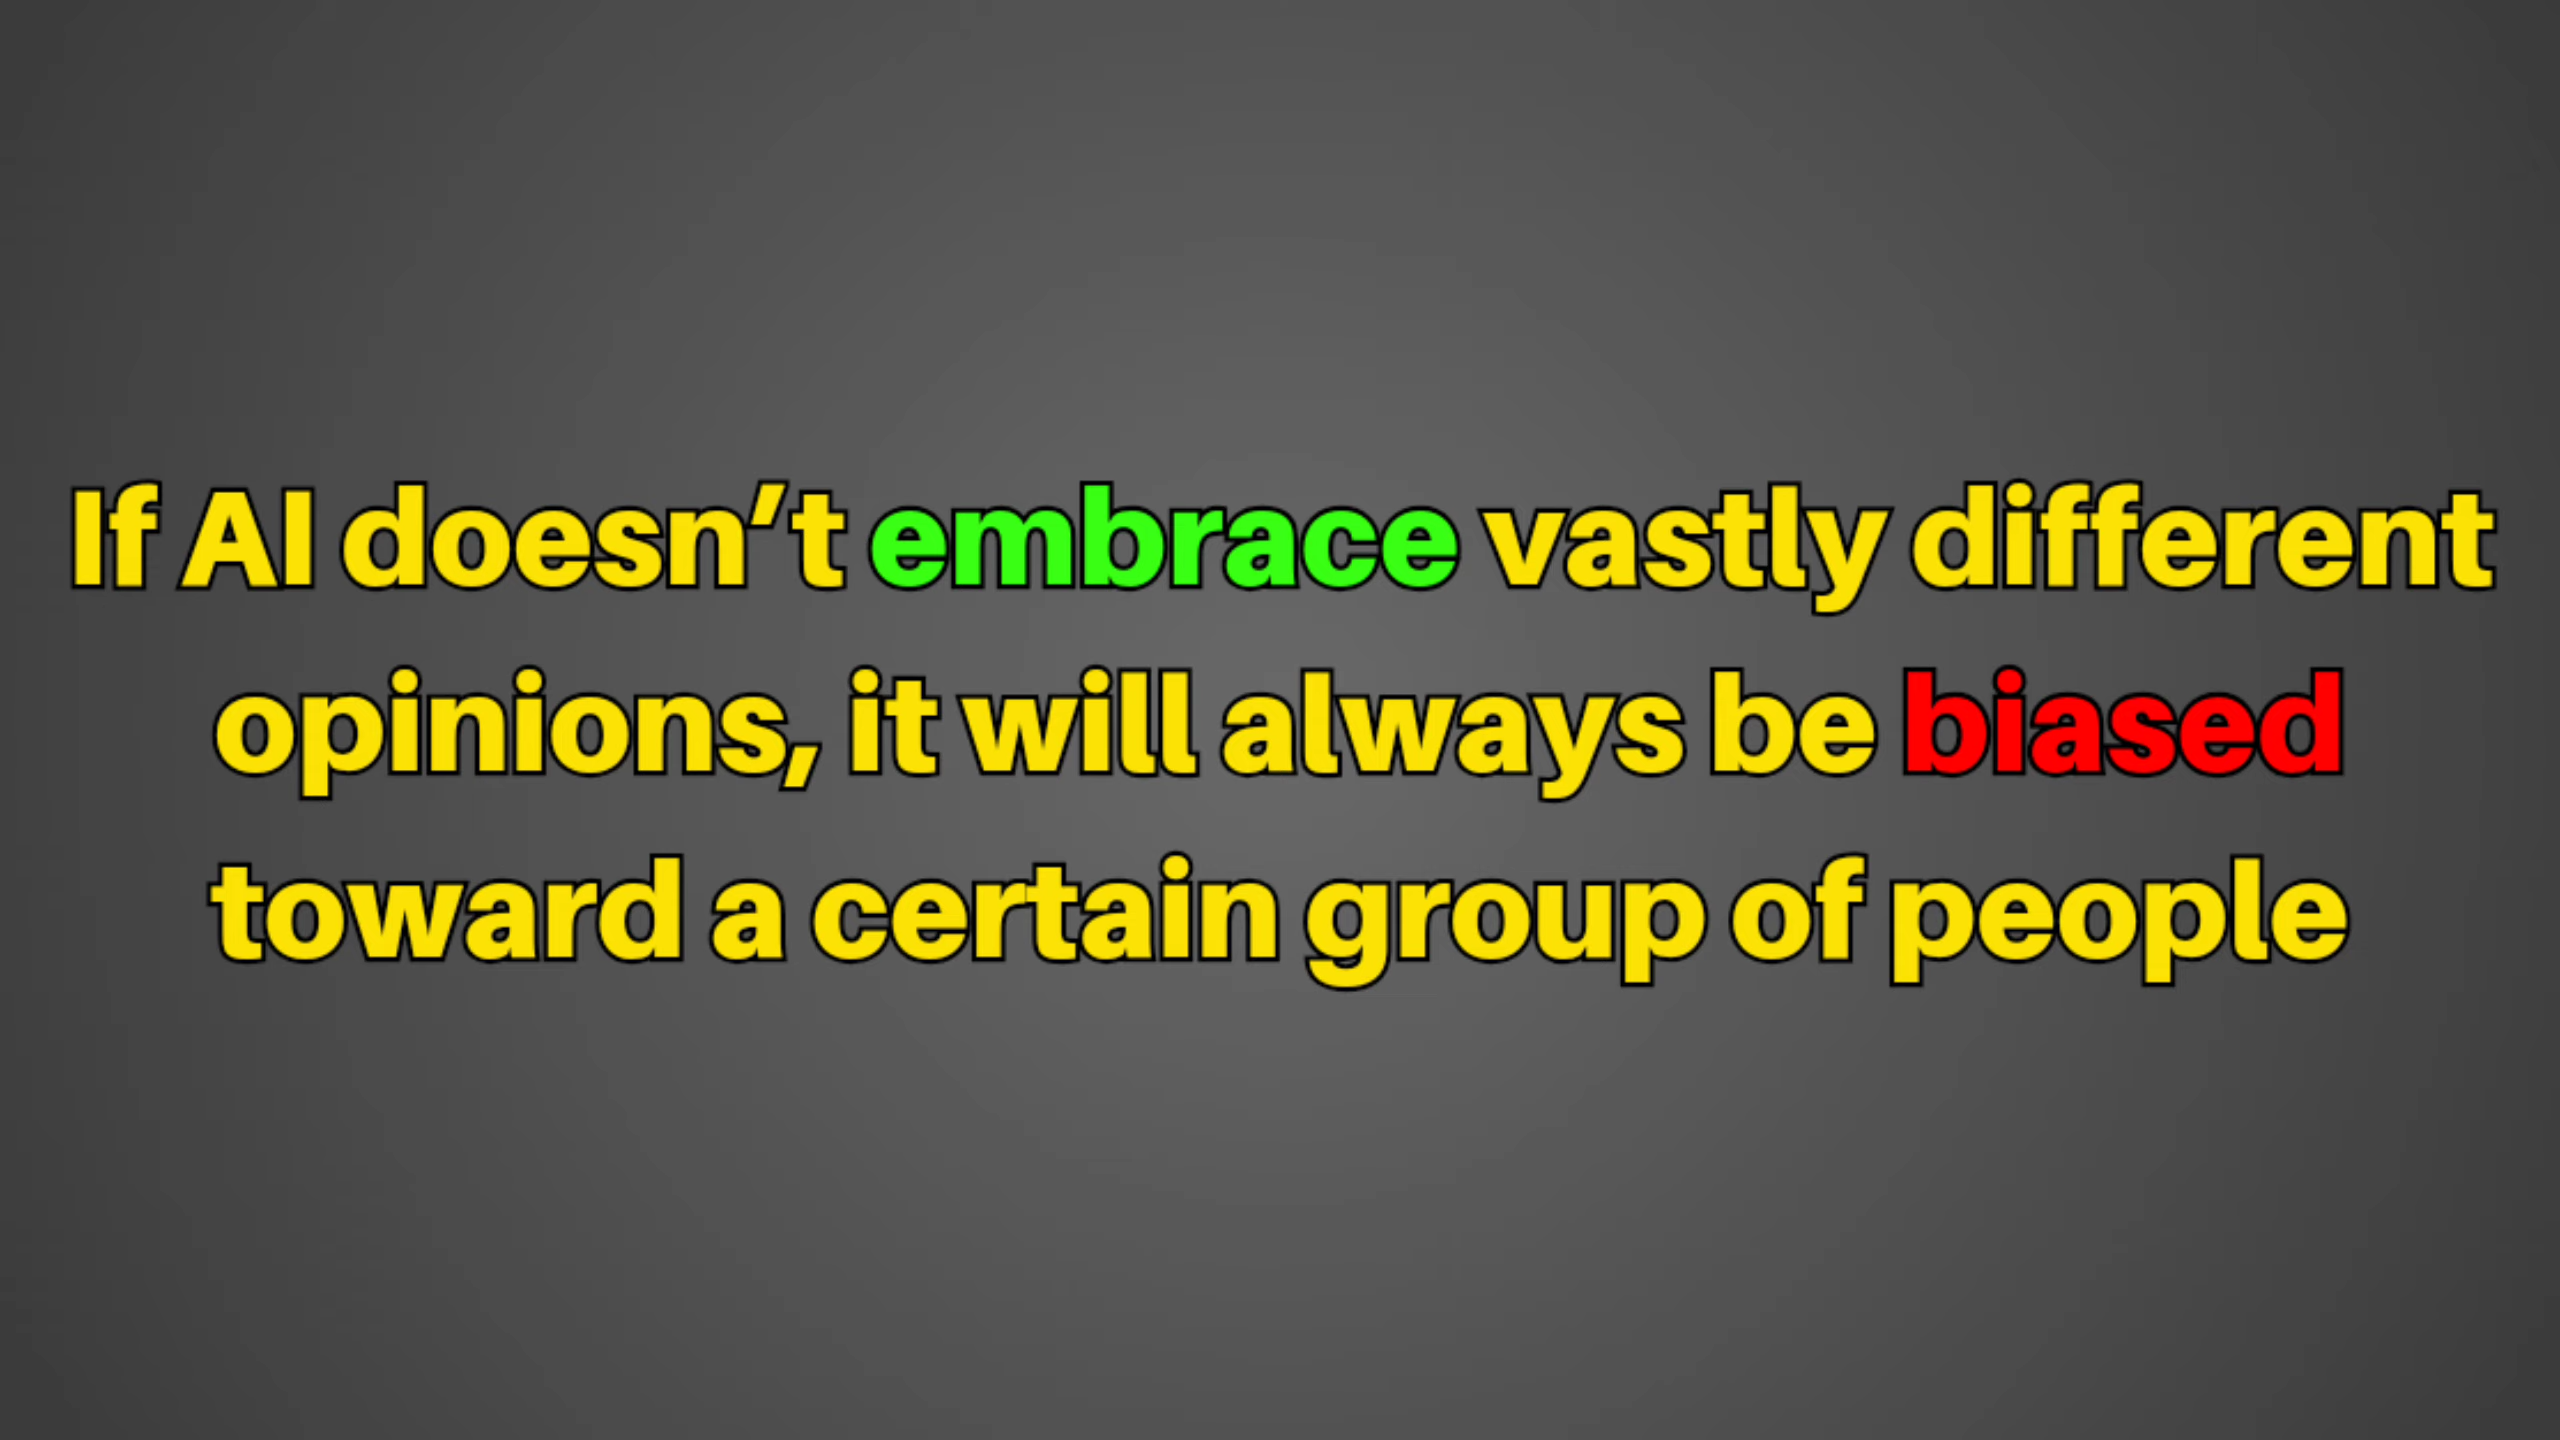 If AI doesn’t embrace vastly different
opinions, it will always be biased
toward a certain group of people